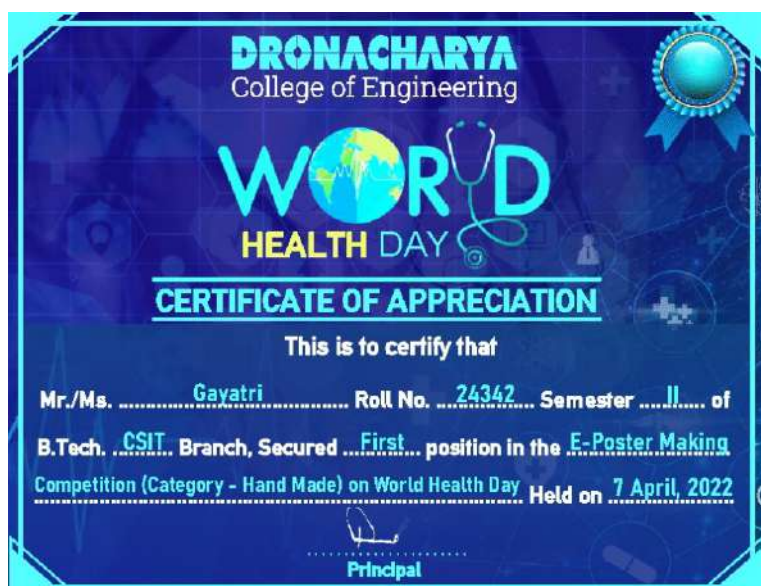 DRONACHARYA
College of Engineering
WORLD
HEALTH DAY
CERTIFICATE OF APPRECIATION
This is to certify that
Mr./Ms. Gayatri Roll No. 24342 Semester II of
B.Tech. CSIT Branch, Secured First position in the E-Poster Making
Competition (Category - Hand Made) on World Health Day Held on 7 April, 2022
Principal